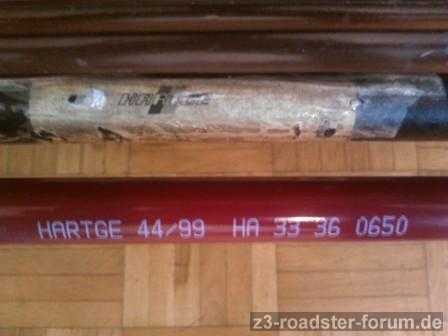 HARTGE 44/99 HA 33 36 0650
z3-roadster-forum.de